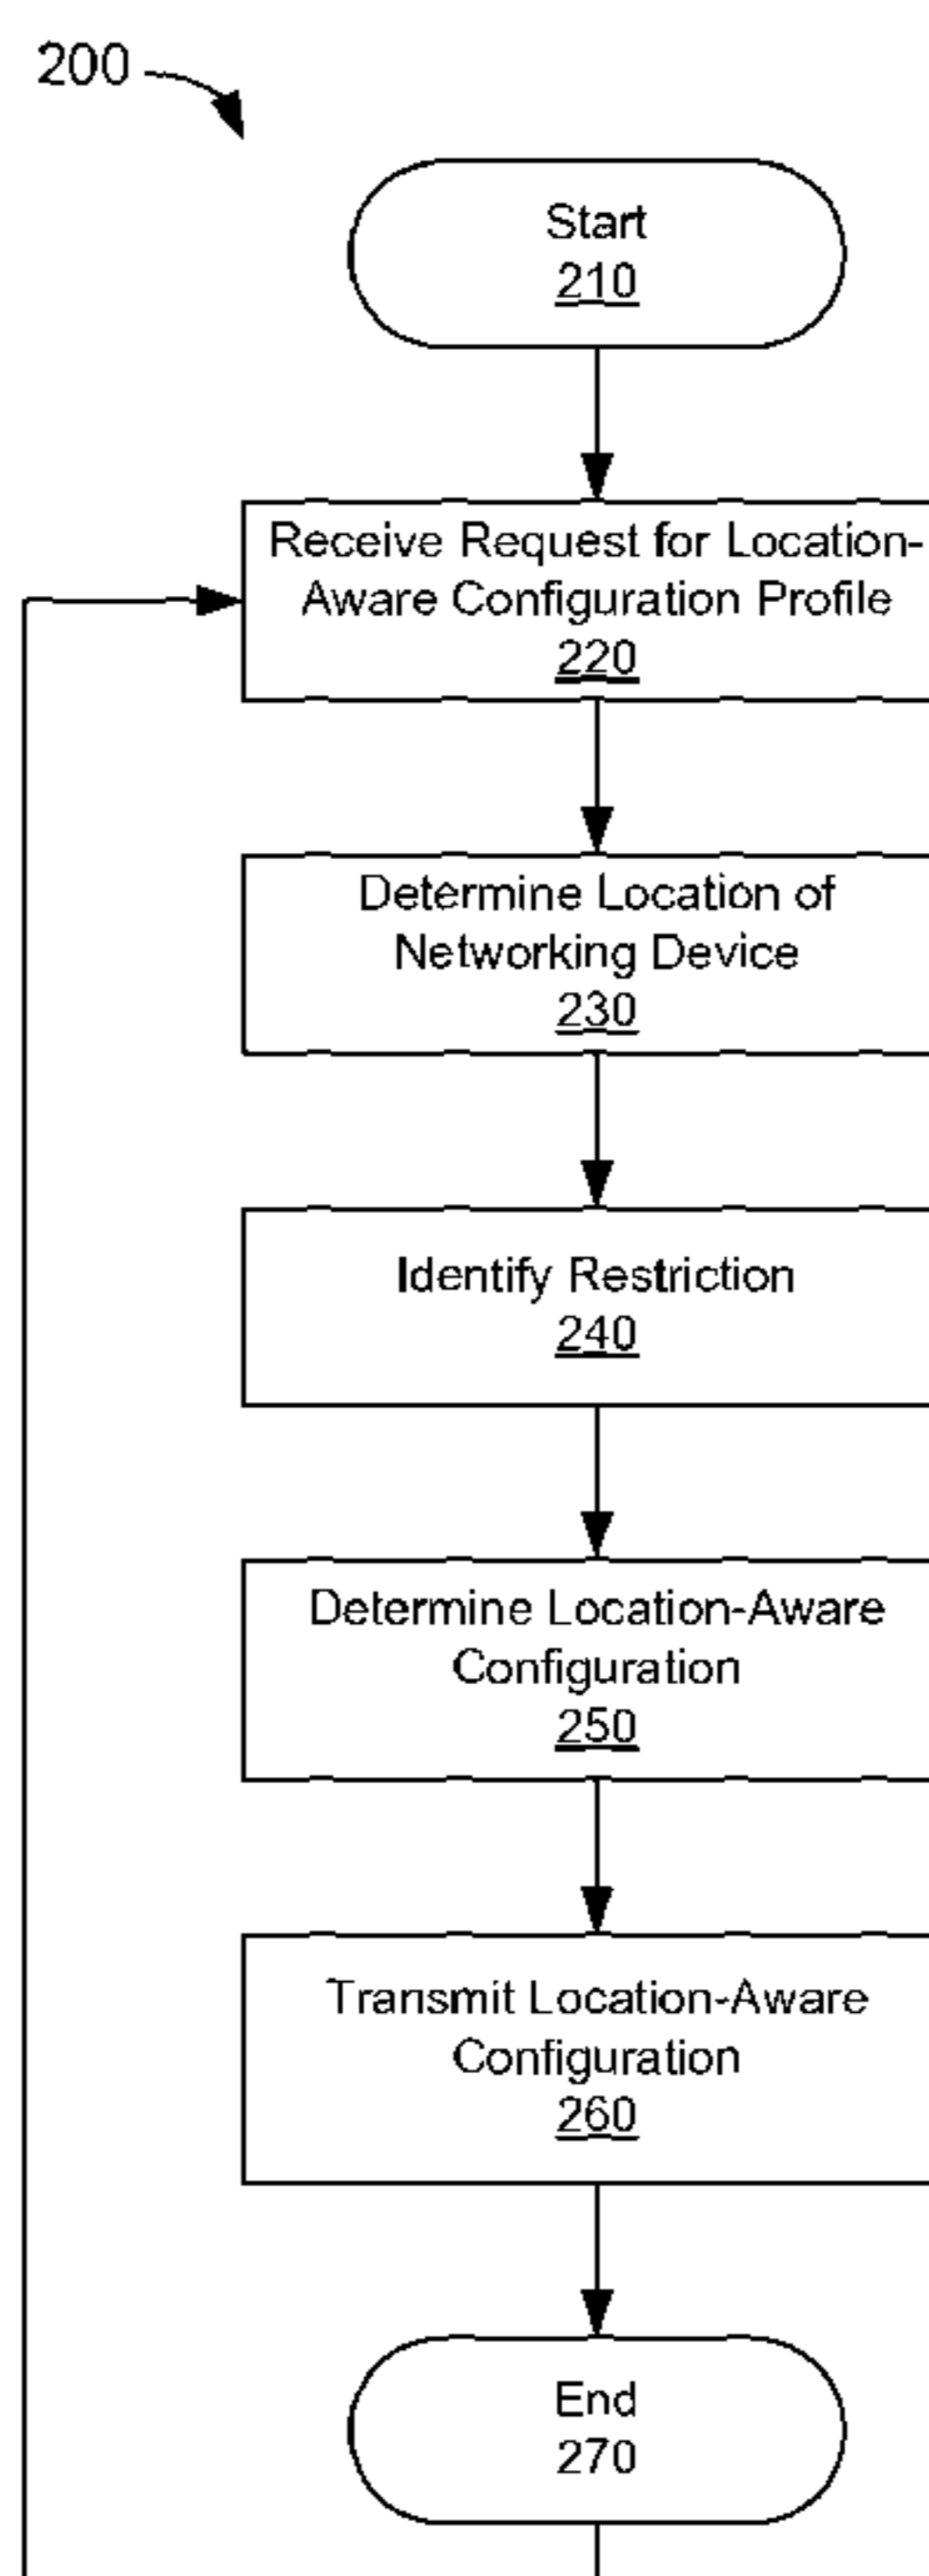 200
Start
210
Receive Request for Location-
Aware Configuration Profile
220
Determine Location of
Networking Device
230
Identify Restriction
240
Determine Location-Aware
Configuration
250
Transmit Location-Aware
Configuration
260
End
270